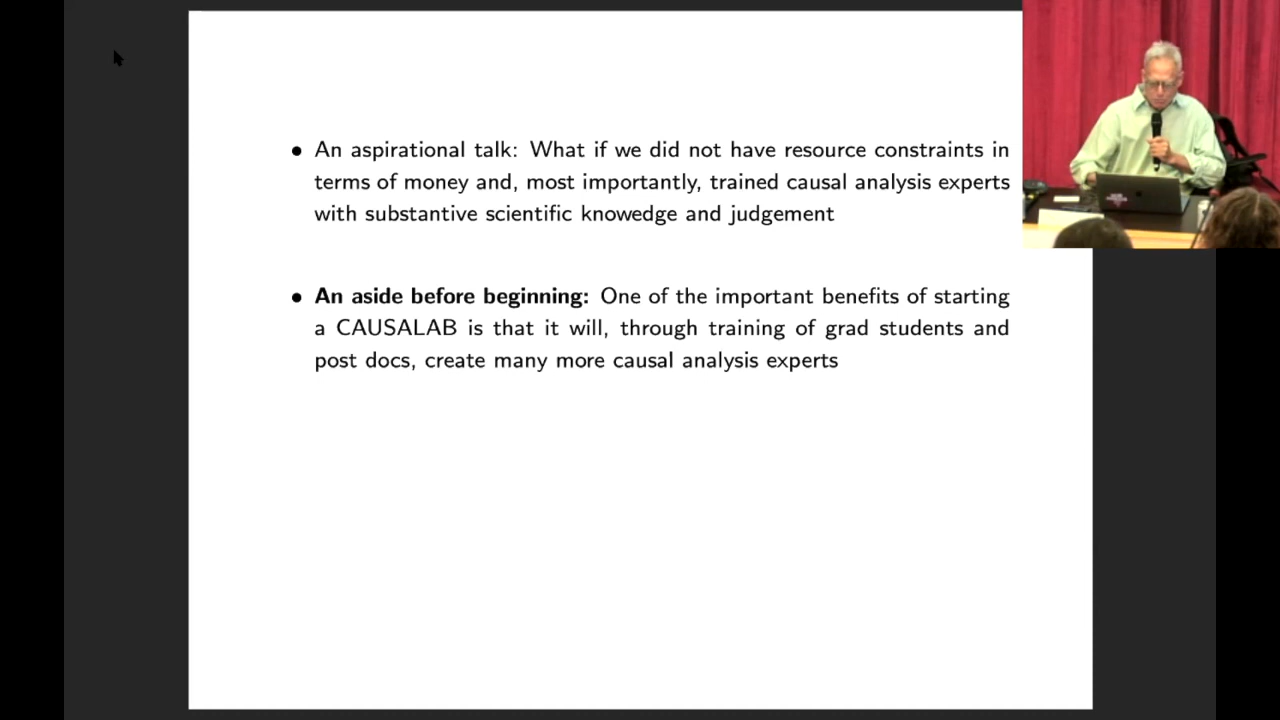 • An aspirational talk: What if we did not have resource constraints in
terms of money and, most importantly, trained causal analysis experts
with substantive scientific knowedge and judgement
• An aside before beginning: One of the important benefits of starting
a CAUSALAB is that it will, through training of grad students and
post docs, create many more causal analysis experts